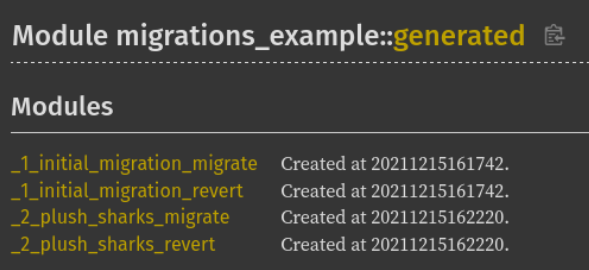 Module migrations_example::generated
Modules
_1_initial_migration_migrate Created at 20211215161742.
_1_initial_migration_revert Created at 20211215161742.
_2_plush_sharks_migrate Created at 20211215162220.
_2_plush_sharks_revert Created at 20211215162220.